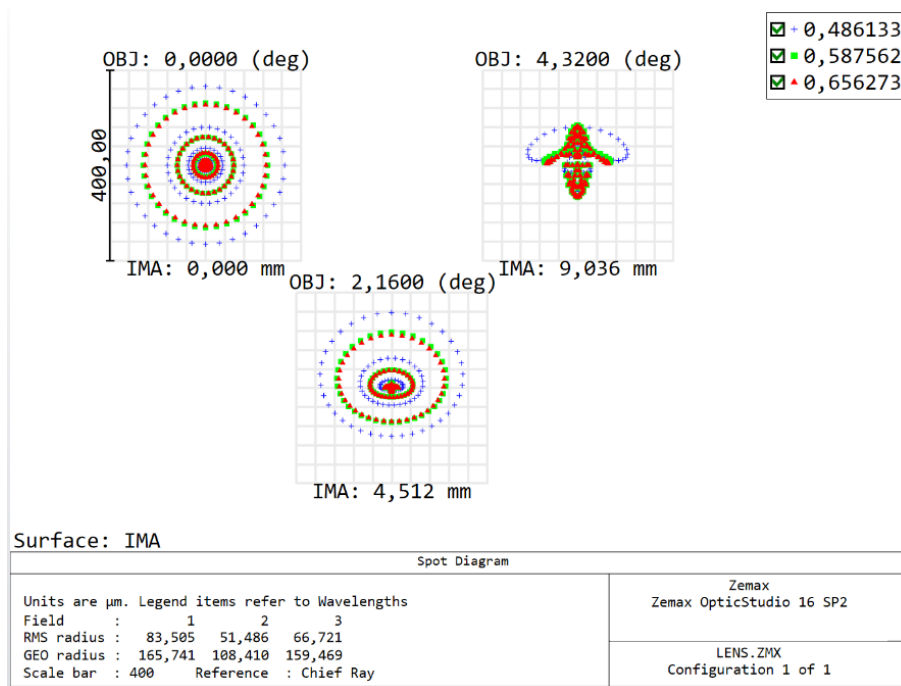 0,486133
0,587562
0,656273
OBJ: 0,0000 (deg)
OBJ: 4,3200 (deg)
400,00
IMA: 0,000 mm
IMA: 9,036 mm
OBJ: 2,1600 (deg)
IMA: 4,512 mm
Surface: IMA
Spot Diagram
Units are µm. Legend items refer to Wavelengths
Field : 1 2 3
RMS radius : 83,505 51,486 66,721
GEO radius : 165,741 108,410 159,469
Scale bar : 400 Reference : Chief Ray
Zemax
Zemax OpticStudio 16 SP2
LENS.ZMX
Configuration 1 of 1